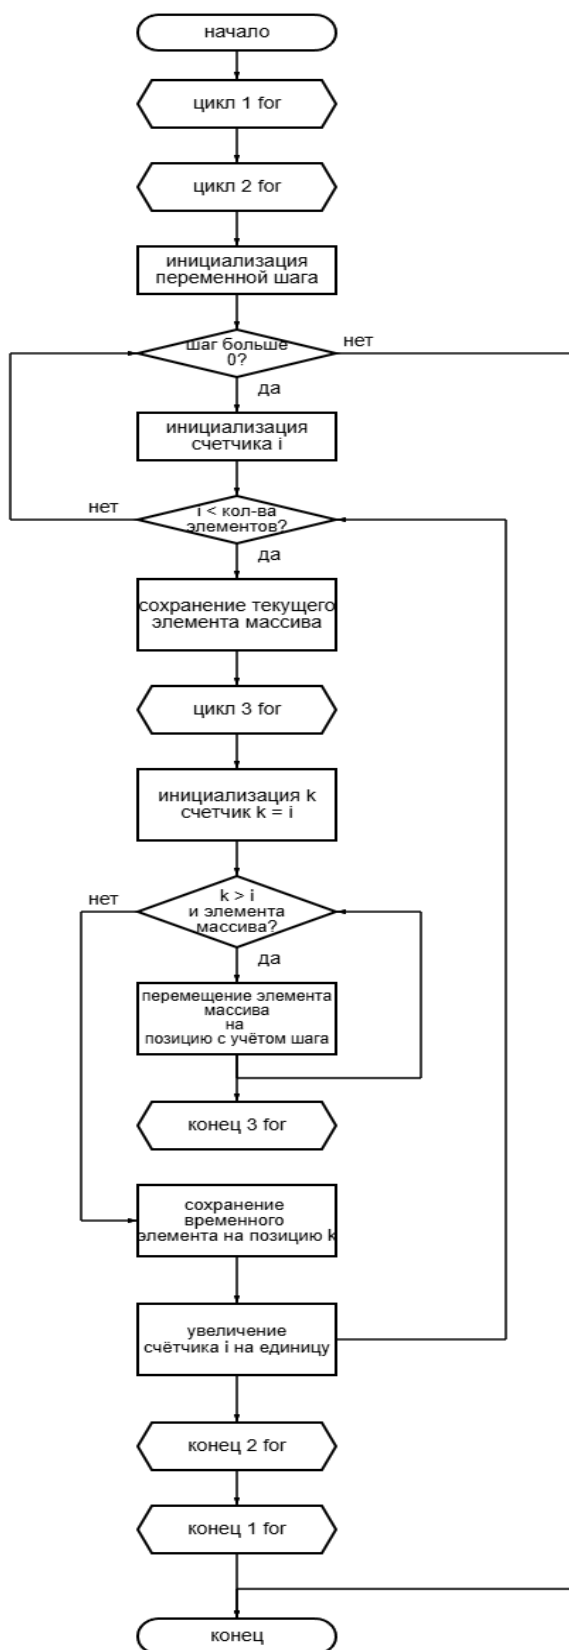 начало
цикл 1 for
цикл 2 for
инициализация
переменной шага
шаг больше
0?
нет
да
инициализация
счетчика i
нет
i < кол-ва
элементов?
да
сохранение текущего
элемента массива
цикл 3 for
инициализация k
счетчик k = i
нет
k > i
и элемента
массива?
да
перемещение элемента
массива
на
позицию с учётом шага
конец 3 for
сохранение
временного
элемента на позицию k
увеличение
счётчика i на единицу
конец 2 for
конец 1 for
конец